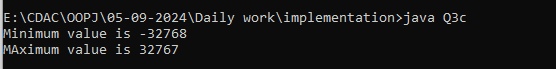 E:\CDAC\OOPJ\05-09-2024\Daily work\implementation>java Q3c
Minimum value is -32768
MAximum value is 32767